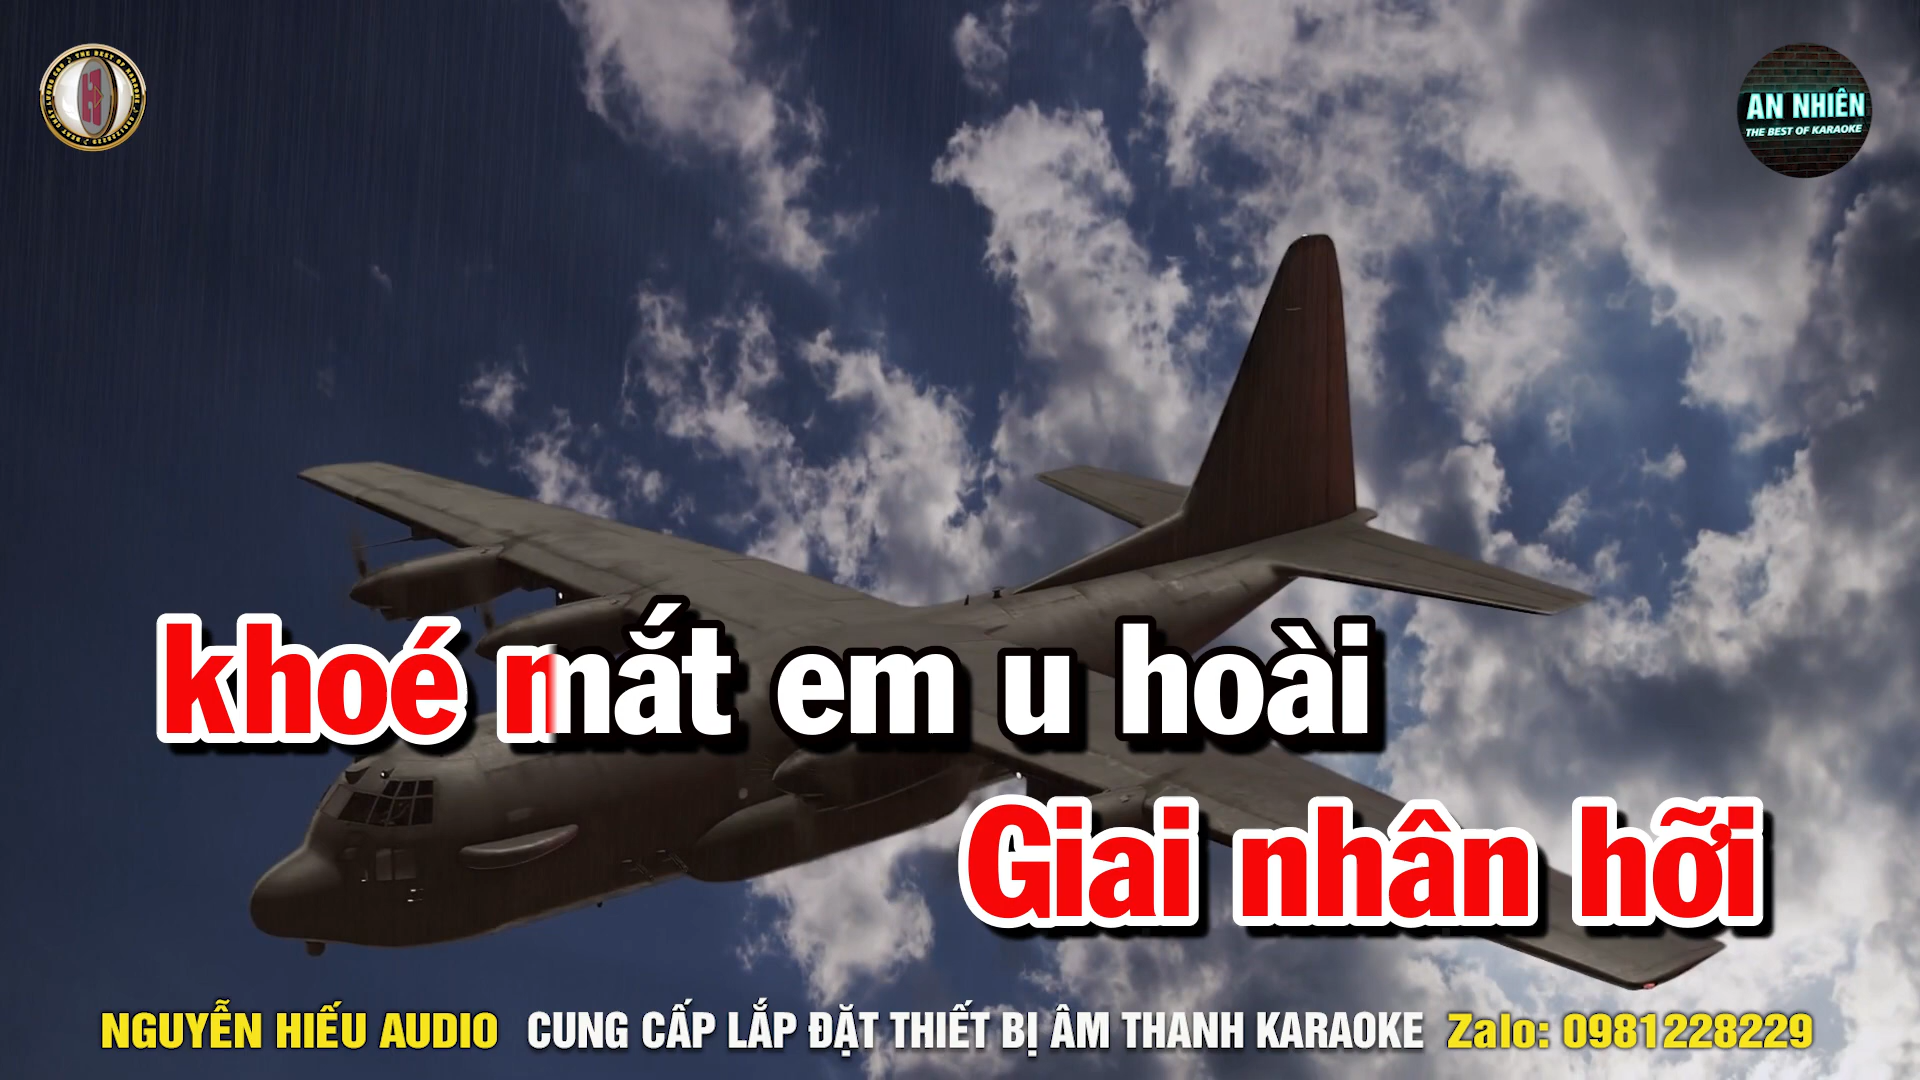 AN NHIÊN
THE BEST OF KARAOKE
khoé mắt em u hoài
Giai nhân hỡi
NGUYỄN HIẾU AUDIO CUNG CẤP LẮP ĐẶT THIẾT BỊ ÂM THANH KARAOKE Zalo: 0981228229